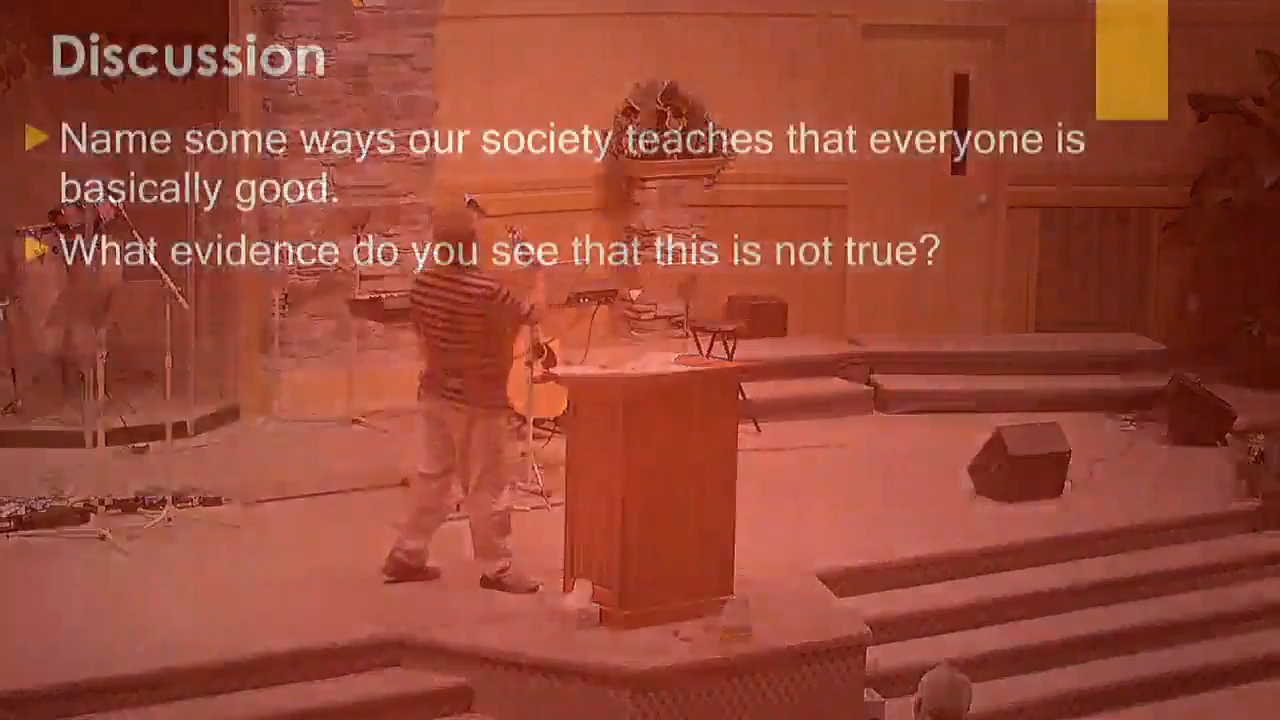 Discussion
Name some ways our society teaches that everyone is
basically good.
What evidence do you see that this is not true?